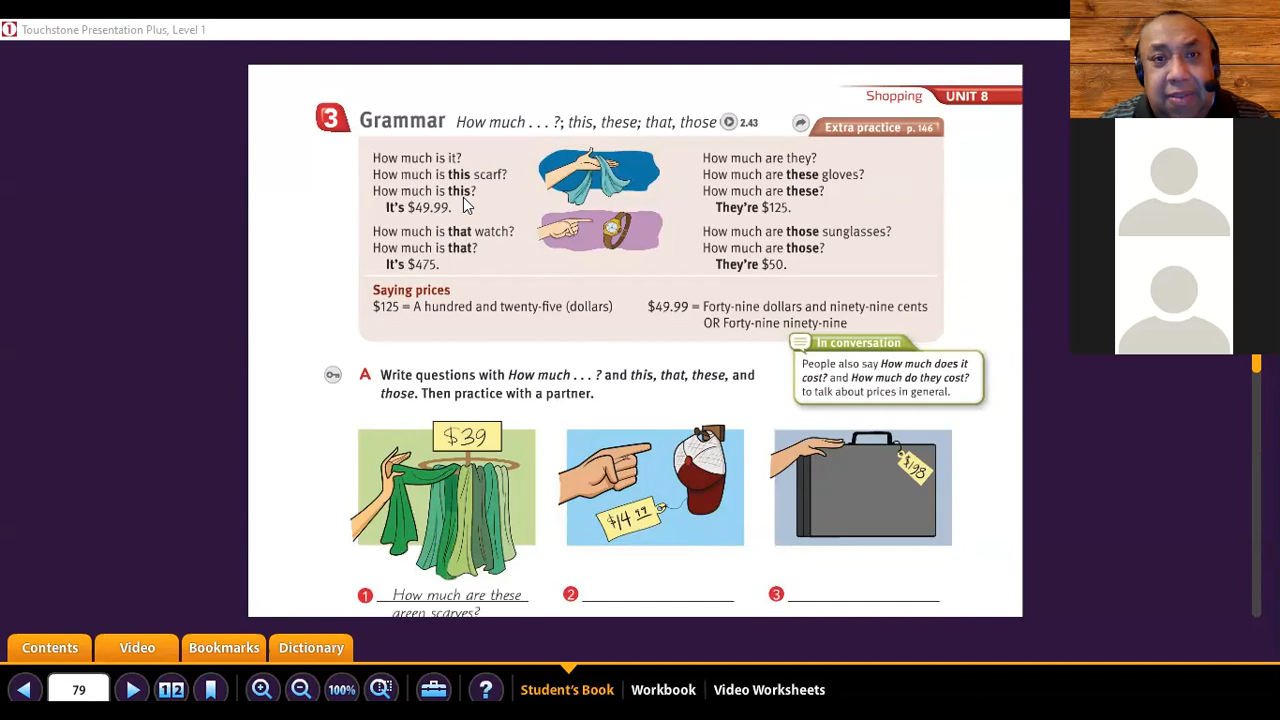 Touchstone Presentation Plus, Level 1
Shopping UNIT 8
3 Grammar How much . . . ?; this, these; that, those 2.43
Extra practice p. 146
How much is it?
How much is this scarf?
How much is this?
It's $49.99.
How much is that watch?
How much is that?
It's $475.
How much are they?
How much are these gloves?
How much are these?
They're $125.
How much are those sunglasses?
How much are those?
They're $50.
Saying prices
$125 = A hundred and twenty-five (dollars)
$49.99 = Forty-nine dollars and ninety-nine cents
OR Forty-nine ninety-nine
In conversation
People also say How much does it
cost? and How much do they cost?
to talk about prices in general.
A Write questions with How much . . . ? and this, that, these, and
those. Then practice with a partner.
$39
$14.99
$198
1 How much are these
green scarves?
2
3
Contents Video Bookmarks Dictionary
79 12 100% ? Student's Book Workbook Video Worksheets